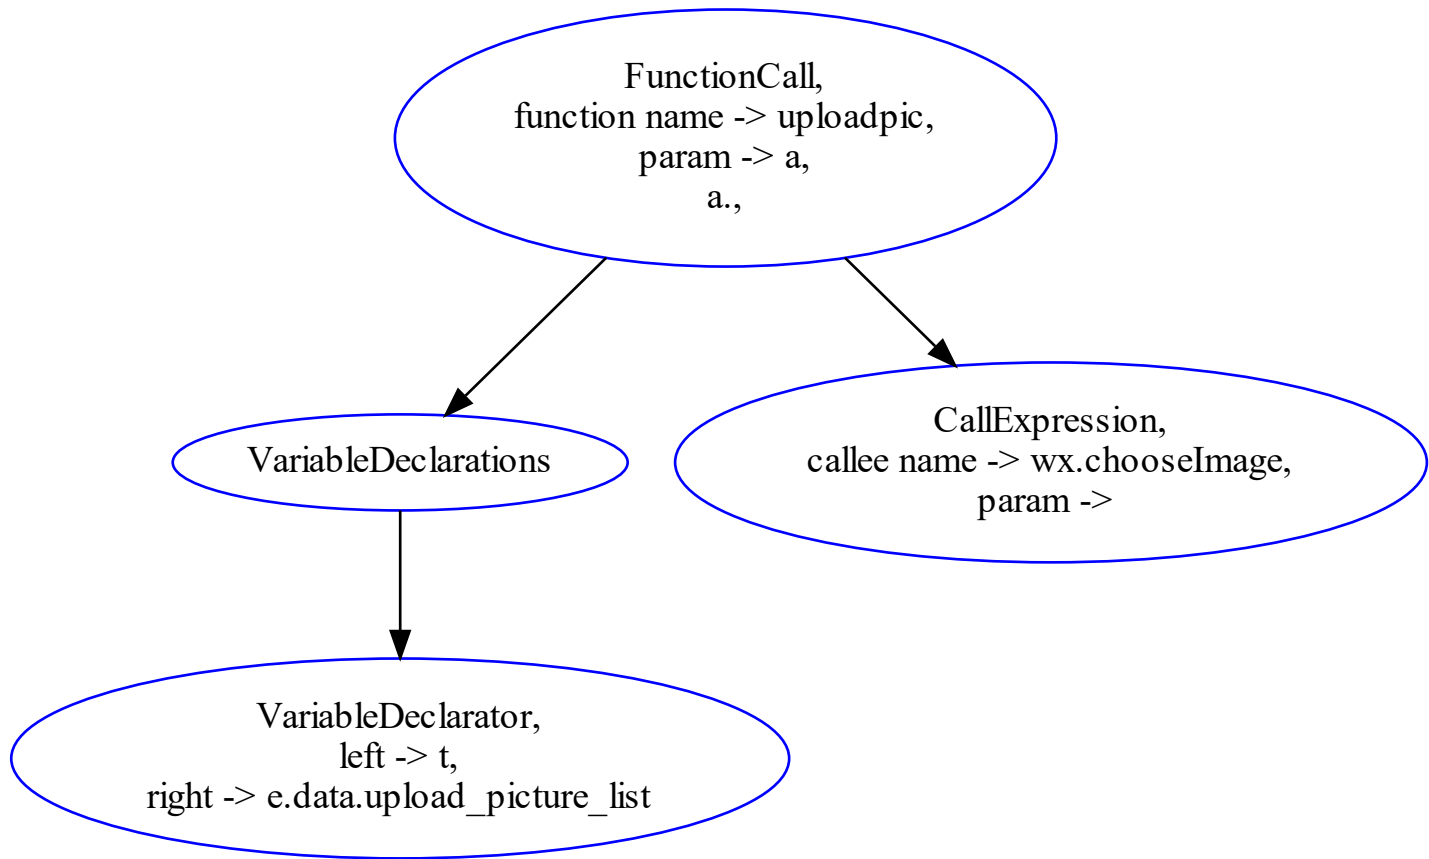 FunctionCall,
function name -> uploadpic,
param -> a,
a.,
VariableDeclarations
CallExpression,
callee name -> wx.chooseImage,
param ->
VariableDeclarator,
left -> t,
right -> e.data.upload_picture_list